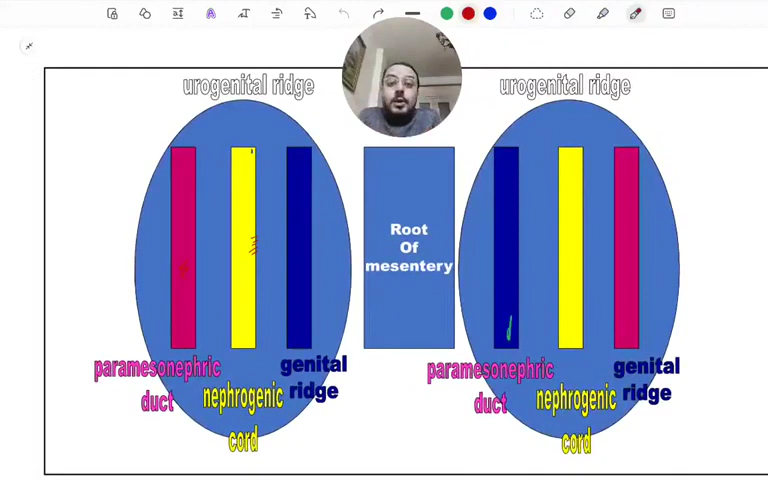 urogenital ridge
urogenital ridge
Root
Of
mesentery
paramesonephric
duct
nephrogenic
cord
genital
ridge
paramesonephric
duct
nephrogenic
cord
genital
ridge